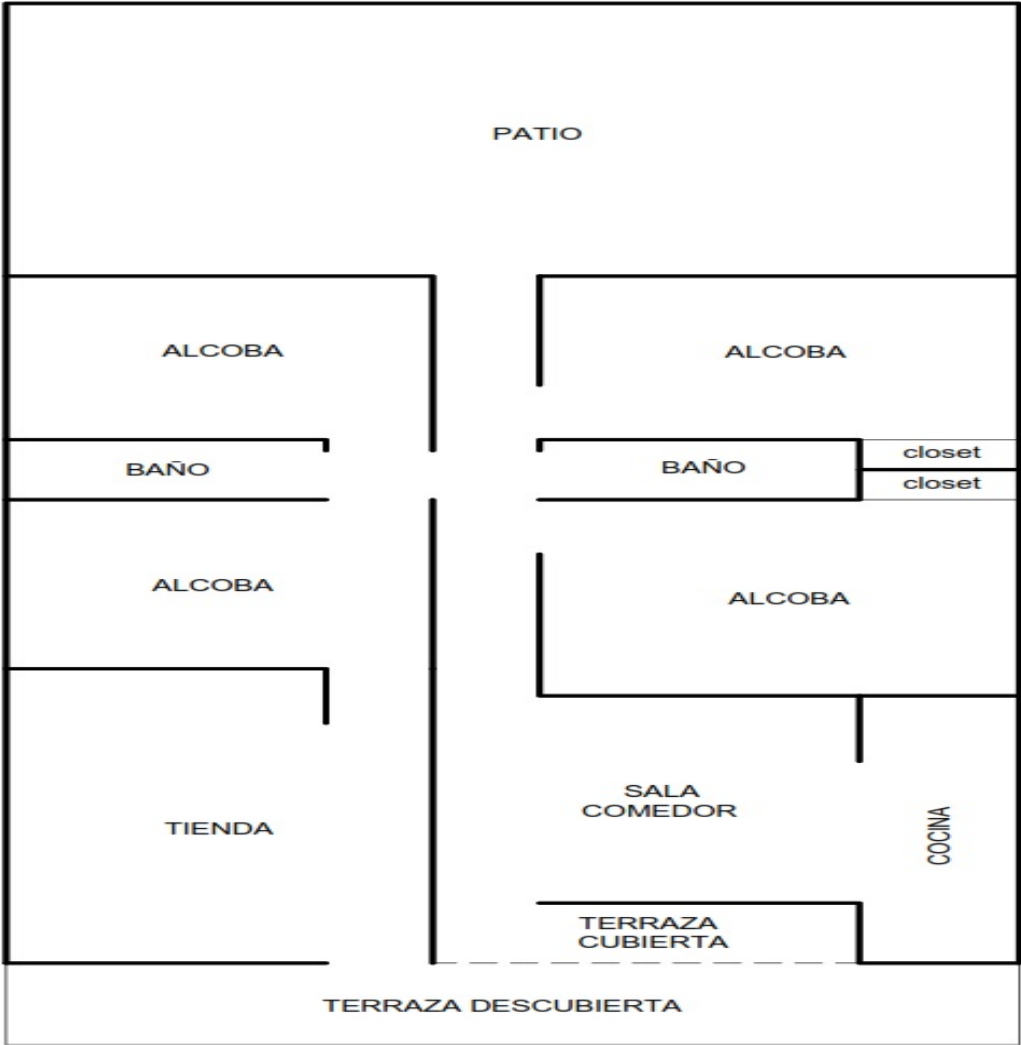 PATIO
ALCOBA
ALCOBA
BAÑO
BAÑO
closet
closet
ALCOBA
ALCOBA
TIENDA
SALA
COMEDOR
COCINA
TERRAZA
CUBIERTA
TERRAZA DESCUBIERTA